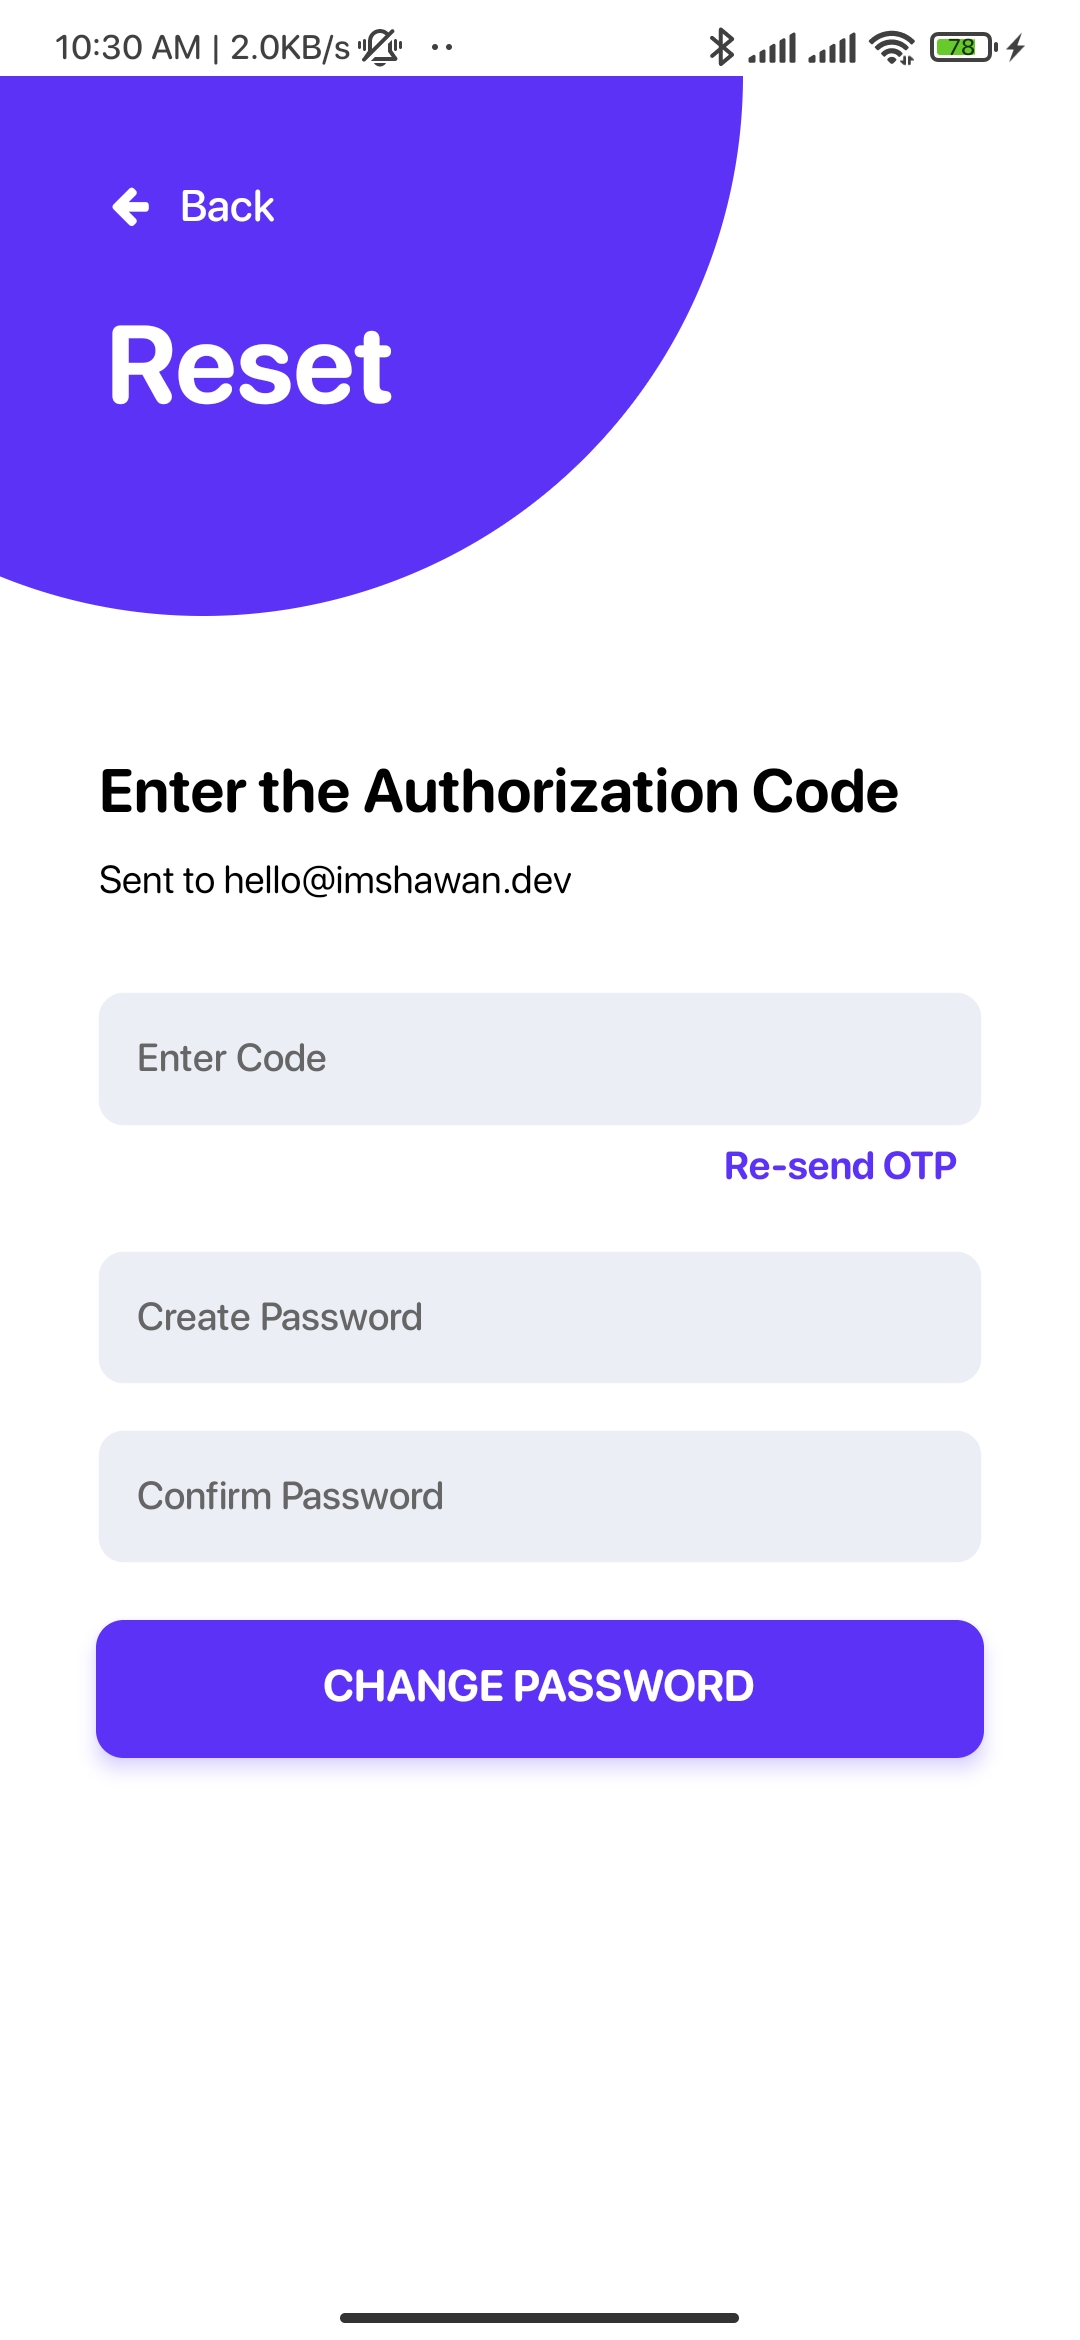 10:30 AM | 2.0KB/s
78
Back
Reset
Enter the Authorization Code
Sent to hello@imshawan.dev
Enter Code
Re-send OTP
Create Password
Confirm Password
CHANGE PASSWORD